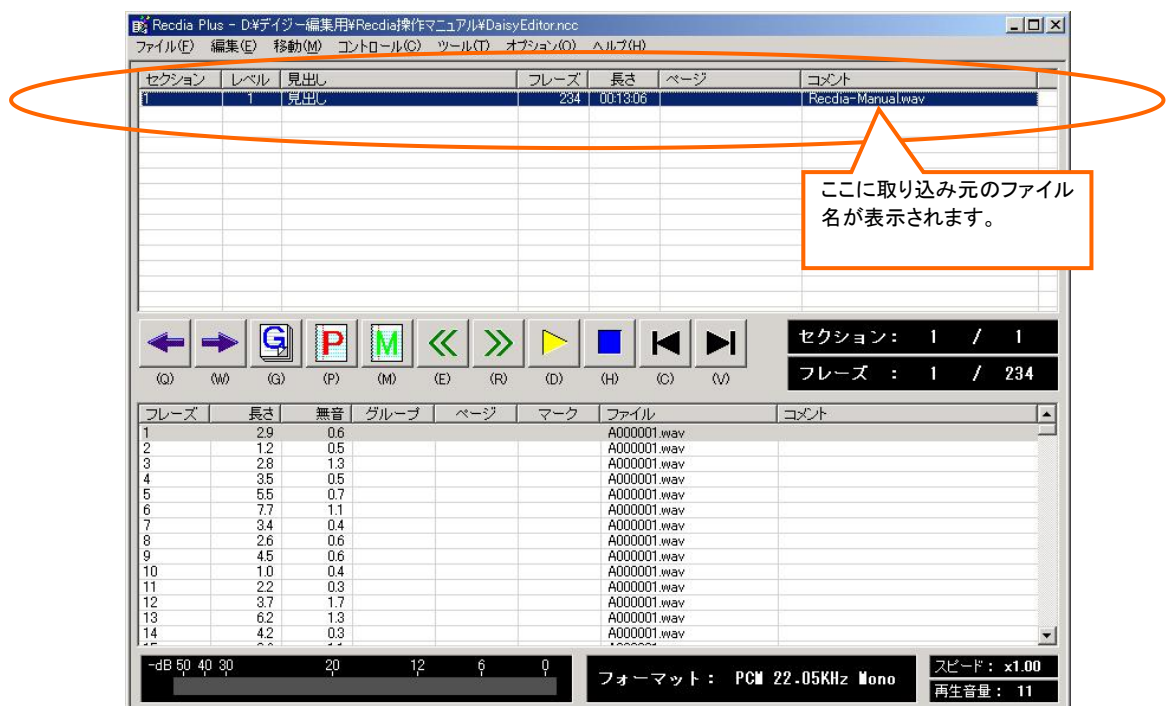 Recdia Plus - D¥デイジー編集用¥Recdia操作マニュアル¥DaisyEditor.ncc
ファイル(F) 編集(E) 移動(M) コントロール(C) ツール(T) オプション(O) ヘルプ(H)
セクション レベル 見出し フレーズ 長さ ページ コメント
1 1 見出し 234 00:13:06 Recdia-Manual.wav
ここに取り込み元のファイル
名が表示されます。
G P M
(Q) (W) (G) (P) (M) (E) (R) (D) (H) (C) (V)
セクション: 1 / 1
フレーズ : 1 / 234
フレーズ 長さ 無音 グループ ページ マーク ファイル コメント
1 2.9 0.6 A000001.wav
2 1.2 0.5 A000001.wav
3 2.8 1.3 A000001.wav
4 3.5 0.5 A000001.wav
5 5.5 0.7 A000001.wav
6 7.7 1.1 A000001.wav
7 3.4 0.4 A000001.wav
8 2.6 0.6 A000001.wav
9 4.5 0.6 A000001.wav
10 1.0 0.4 A000001.wav
11 2.2 0.3 A000001.wav
12 3.7 1.7 A000001.wav
13 6.2 1.3 A000001.wav
14 4.2 0.3 A000001.wav
-dB 50 40 30 20 12 6 0
フォーマット: PCM 22.05KHz Mono
スピード: x1.00
再生音量: 11